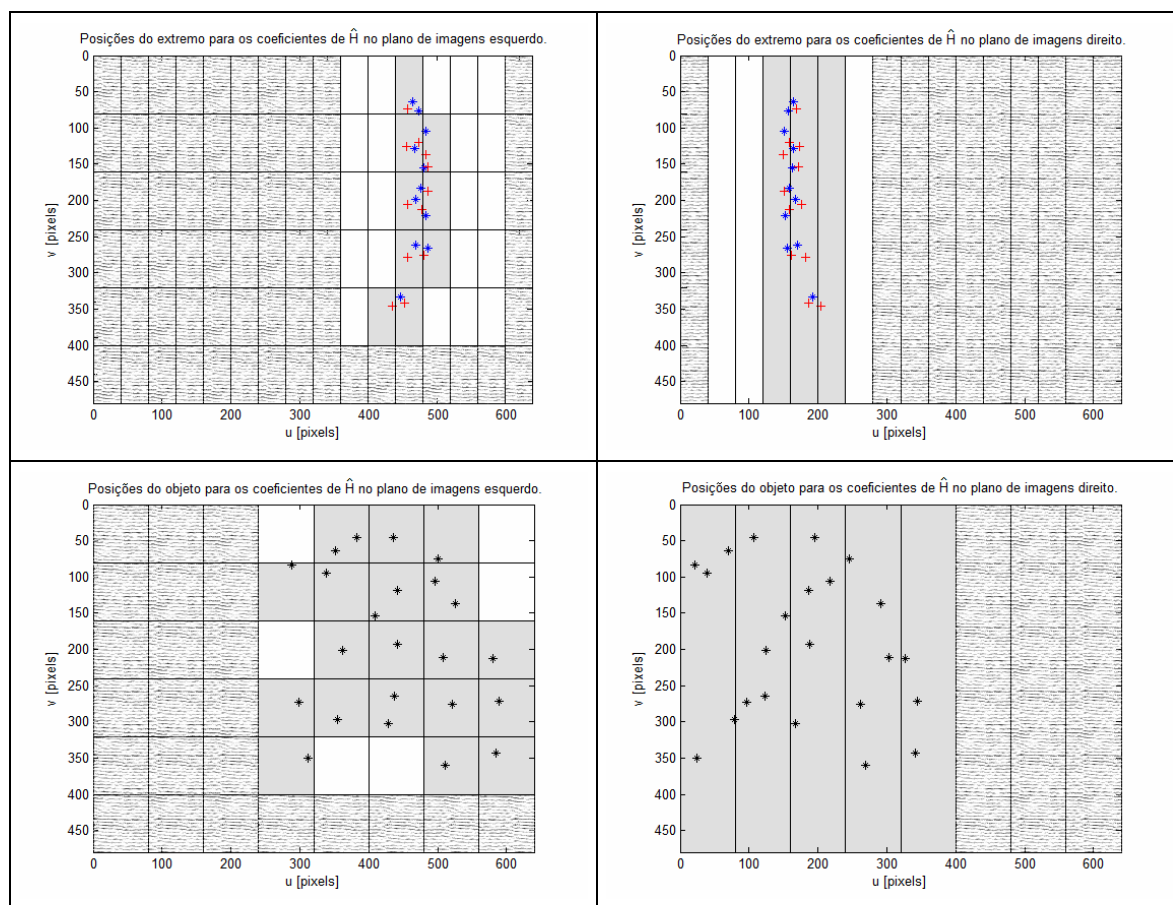 Posições do extremo para os coeficientes de Ĥ no plano de imagens esquerdo.
0
50
100
150
200
250
300
350
400
450
v [pixels]
0 100 200 300 400 500 600
u [pixels]
Posições do extremo para os coeficientes de Ĥ no plano de imagens direito.
0
50
100
150
200
250
300
350
400
450
v [pixels]
0 100 200 300 400 500 600
u [pixels]
Posições do objeto para os coeficientes de Ĥ no plano de imagens esquerdo.
0
50
100
150
200
250
300
350
400
450
v [pixels]
0 100 200 300 400 500 600
u [pixels]
Posições do objeto para os coeficientes de Ĥ no plano de imagens direito.
0
50
100
150
200
250
300
350
400
450
v [pixels]
0 100 200 300 400 500 600
u [pixels]